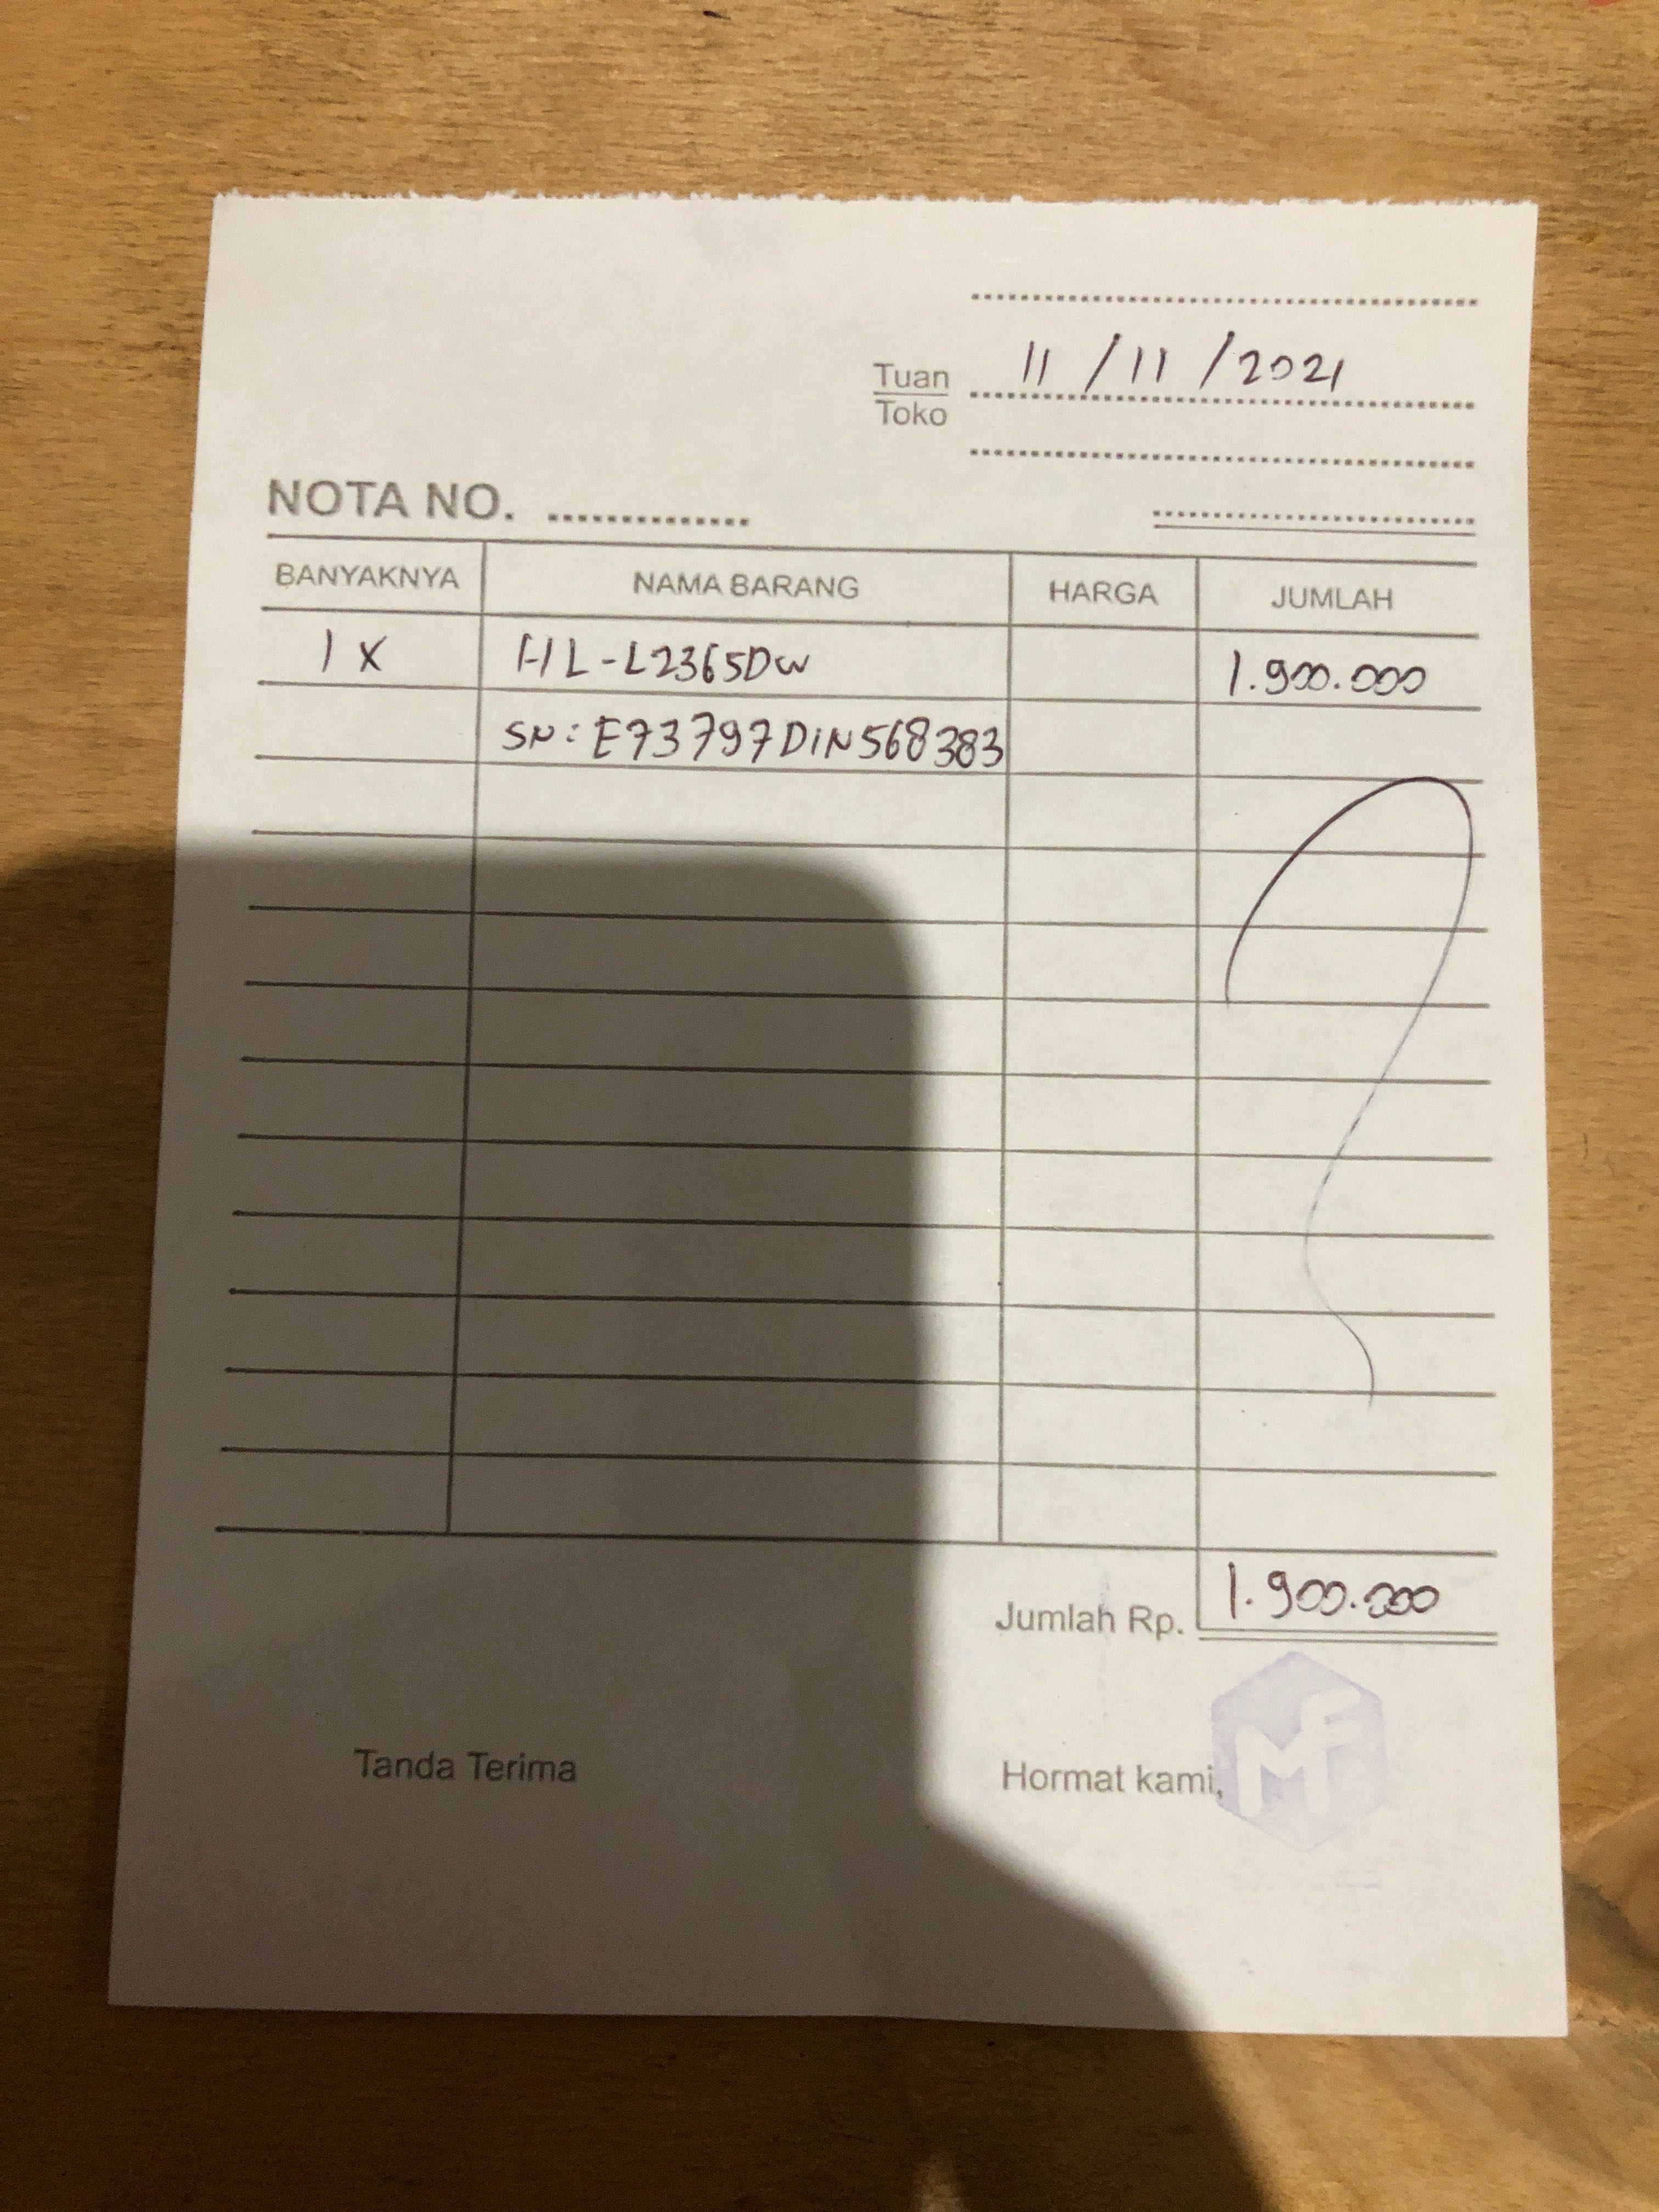 11/11/2021
Tuan
Toko
NOTA NO. ..............
BANYAKNYA NAMA BARANG HARGA JUMLAH
1 X HL-L2365DW 1.900.000
SN: E73797D1N568383
Jumlah Rp. 1.900.000
Tanda Terima Hormat kami,
MF